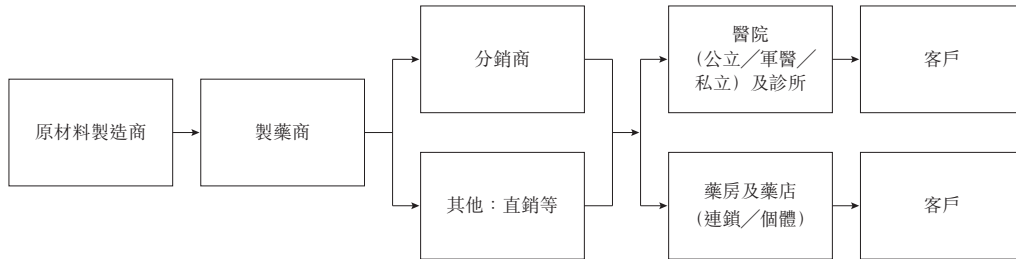 原材料製造商
製藥商
分銷商
其他：直銷等
醫院
(公立／軍醫／
私立) 及診所
客戶
藥房及藥店
(連鎖／個體)
客戶